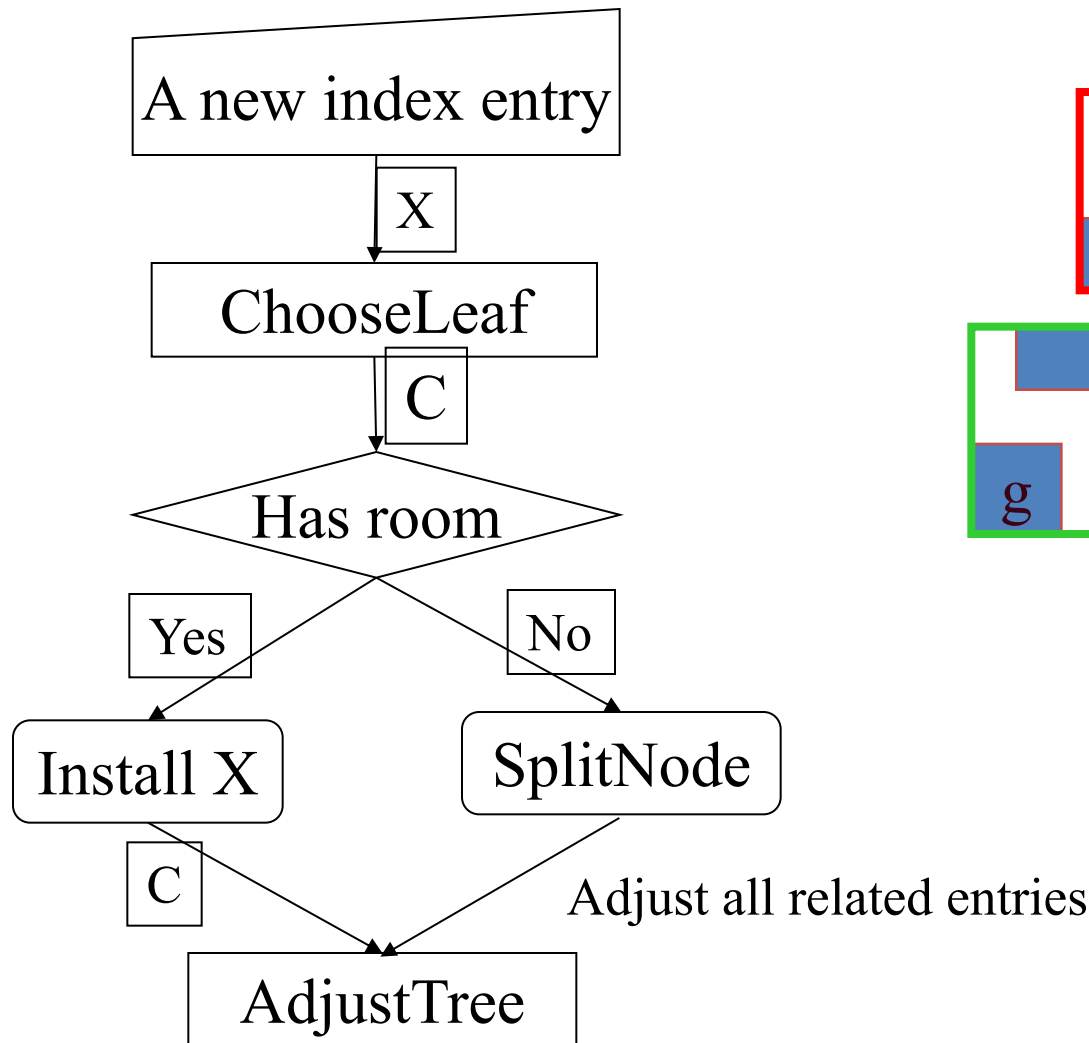 A new index entry
X
ChooseLeaf
C
Has room
g
Yes
No
Install X
SplitNode
C
Adjust all related entries
AdjustTree